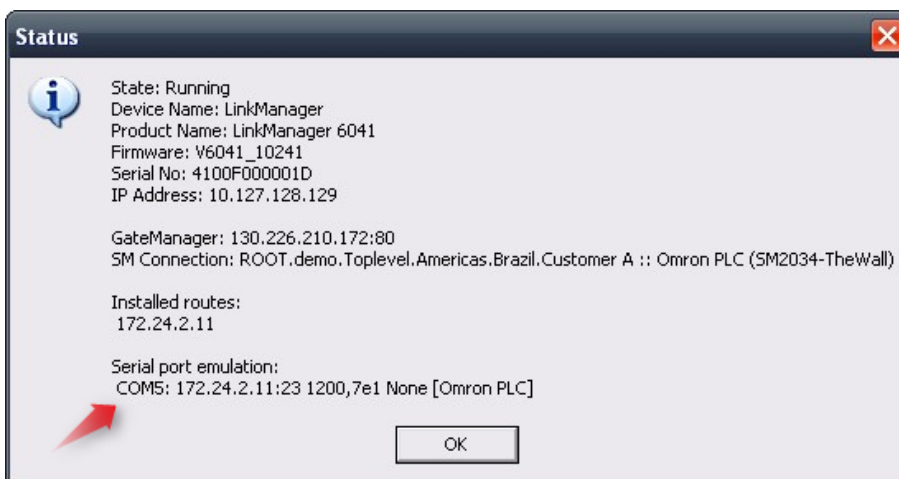 Status
State: Running
Device Name: LinkManager
Product Name: LinkManager 6041
Firmware: V6041_10241
Serial No: 4100F000001D
IP Address: 10.127.128.129
GateManager: 130.226.210.172:80
SM Connection: ROOT.demo.Toplevel.Americas.Brazil.Customer A :: Omron PLC (SM2034-TheWall)
Installed routes:
172.24.2.11
Serial port emulation:
COM5: 172.24.2.11:23 1200,7e1 None [Omron PLC]
OK